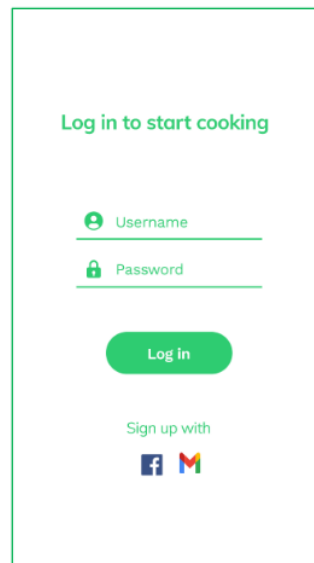 Log in to start cooking
Username
Password
Log in
Sign up with